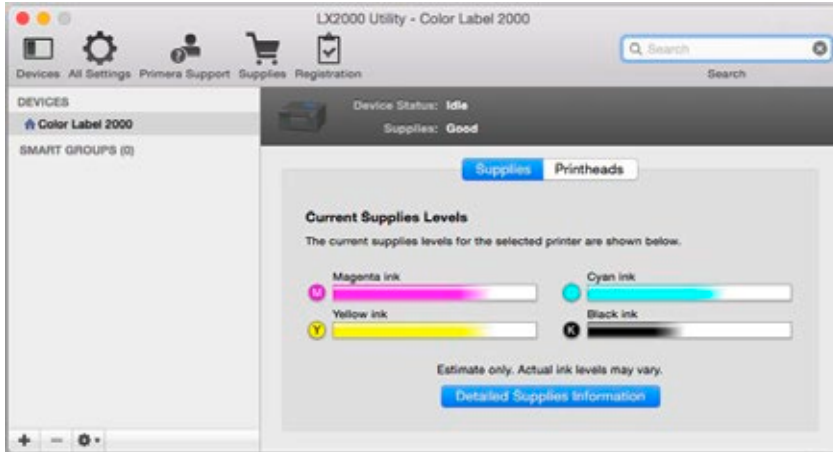 LX2000 Utility - Color Label 2000
Devices All Settings Primera Support Supplies Registration
Search
Search
DEVICES
Color Label 2000
SMART GROUPS (0)
Device Status: Idle
Supplies: Good
Supplies Printheads
Current Supplies Levels
The current supplies levels for the selected printer are shown below.
Magenta ink
M
Cyan ink
Yellow ink
Y
Black ink
K
Estimate only. Actual ink levels may vary.
Detailed Supplies Information